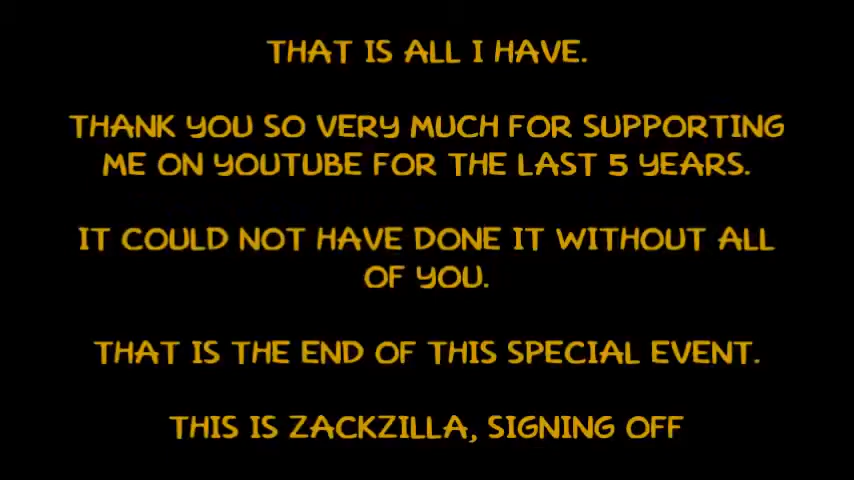 THAT IS ALL I HAVE.
THANK YOU SO VERY MUCH FOR SUPPORTING
ME ON YOUTUBE FOR THE LAST 5 YEARS.
IT COULD NOT HAVE DONE IT WITHOUT ALL
OF YOU.
THAT IS THE END OF THIS SPECIAL EVENT.
THIS IS ZACKZILLA, SIGNING OFF